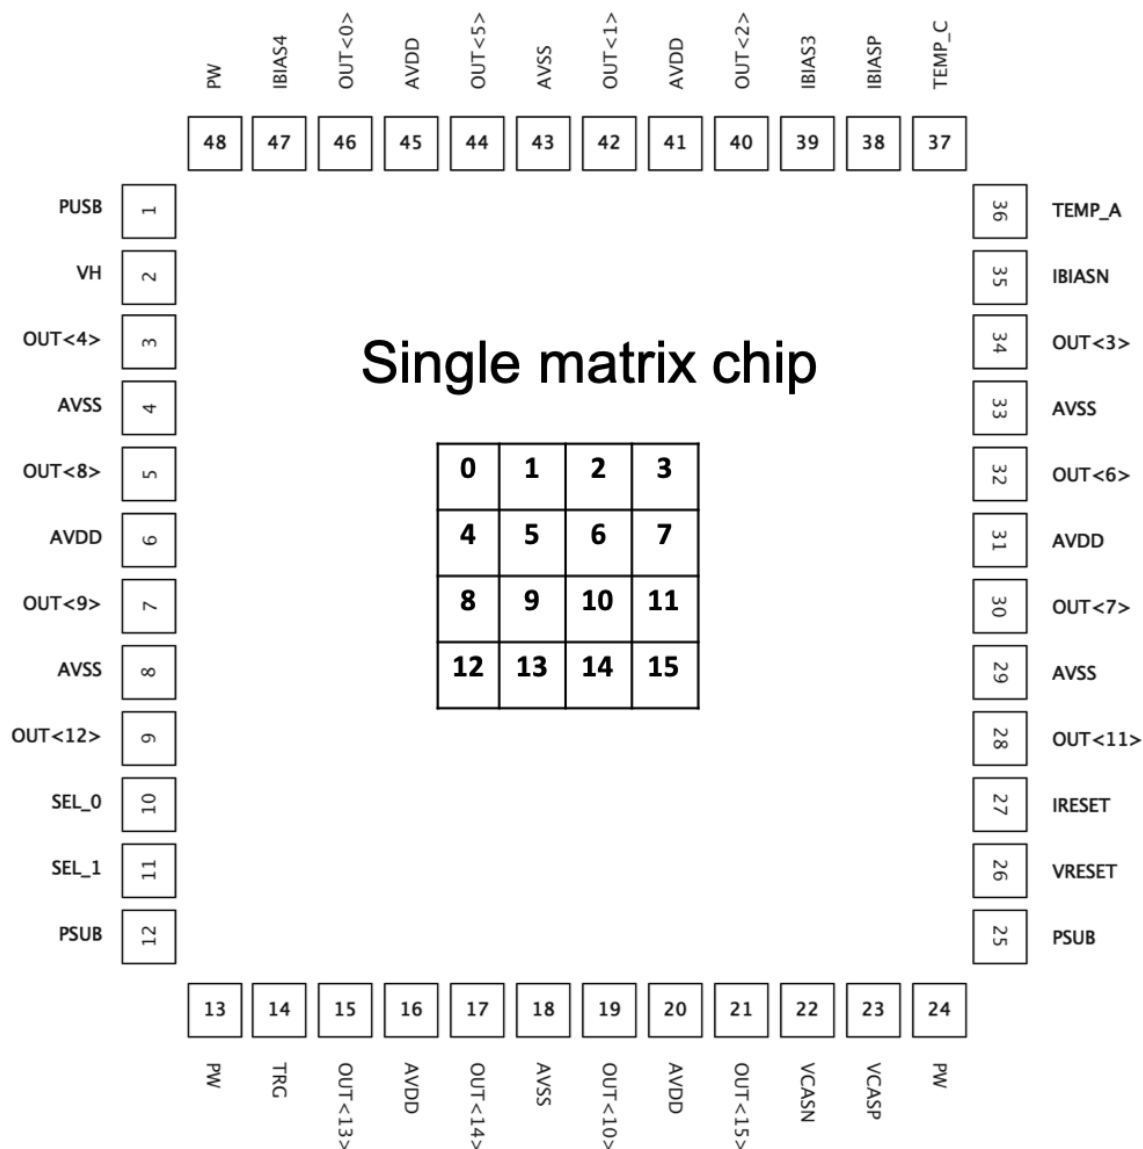 PW IBIAS4 OUT<0> AVDD OUT<5> AVSS OUT<1> AVDD OUT<2> IBIAS3 IBIASP TEMP_C
48 47 46 45 44 43 42 41 40 39 38 37
PUSB 1 36 TEMP_A
VH 2 35 IBIASN
OUT<4> 3 34 OUT<3>
Single matrix chip
AVSS 4 33 AVSS
OUT<8> 5 0 1 2 3 32 OUT<6>
AVDD 6 4 5 6 7 31 AVDD
OUT<9> 7 8 9 10 11 30 OUT<7>
AVSS 8 12 13 14 15 29 AVSS
OUT<12> 9 28 OUT<11>
SEL_0 10 27 IRESET
SEL_1 11 26 VRESET
PSUB 12 25 PSUB
13 14 15 16 17 18 19 20 21 22 23 24
PW TRG OUT<13> AVDD OUT<14> AVSS OUT<10> AVDD OUT<15> VCASN VCASP PW